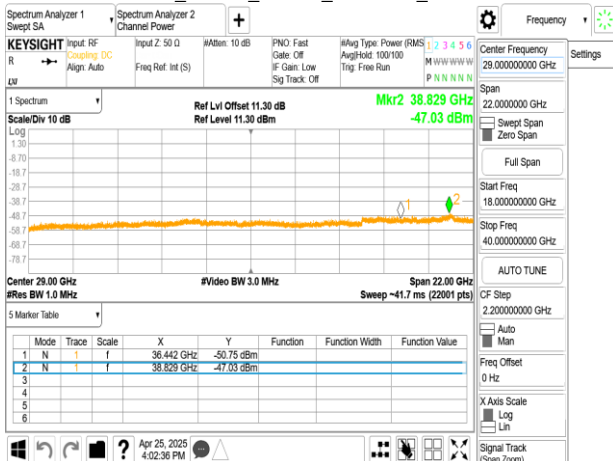 Spectrum Analyzer 1
Swept SA
Spectrum Analyzer 2
Channel Power
+
Frequency
Settings
KEYSIGHT
R
Input: RF
Coupling: DC
Align: Auto
Input Z: 50 Ω
Freq Ref: Int (S)
#Atten: 10 dB
PNO: Fast
Gate: Off
IF Gain: Low
Sig Track: Off
#Avg Type: Power (RMS
Avg|Hold: 100/100
Trig: Free Run
1 2 3 4 5 6
M W W W W W
P N N N N N
1 Spectrum
Scale/Div 10 dB
Log
Ref Lvl Offset 11.30 dB
Ref Level 11.30 dBm
Mkr2 38.829 GHz
-47.03 dBm
1.30
-8.70
-18.7
-28.7
-38.7
-48.7
-58.7
-68.7
-78.7
1
2
Center 29.00 GHz
#Res BW 1.0 MHz
#Video BW 3.0 MHz
Span 22.00 GHz
Sweep ~41.7 ms (22001 pts)
5 Marker Table
Mode Trace Scale X Y Function Function Width Function Value
1 N 1 f 36.442 GHz -50.75 dBm
2 N 1 f 38.829 GHz -47.03 dBm
3
4
5
6
Apr 25, 2025
4:02:36 PM
Center Frequency
29.000000000 GHz
Span
22.0000000 GHz
Swept Span
Zero Span
Full Span
Start Freq
18.000000000 GHz
Stop Freq
40.000000000 GHz
AUTO TUNE
CF Step
2.200000000 GHz
Auto
Man
Freq Offset
0 Hz
X Axis Scale
Log
Lin
Signal Track
(Span Zoom)